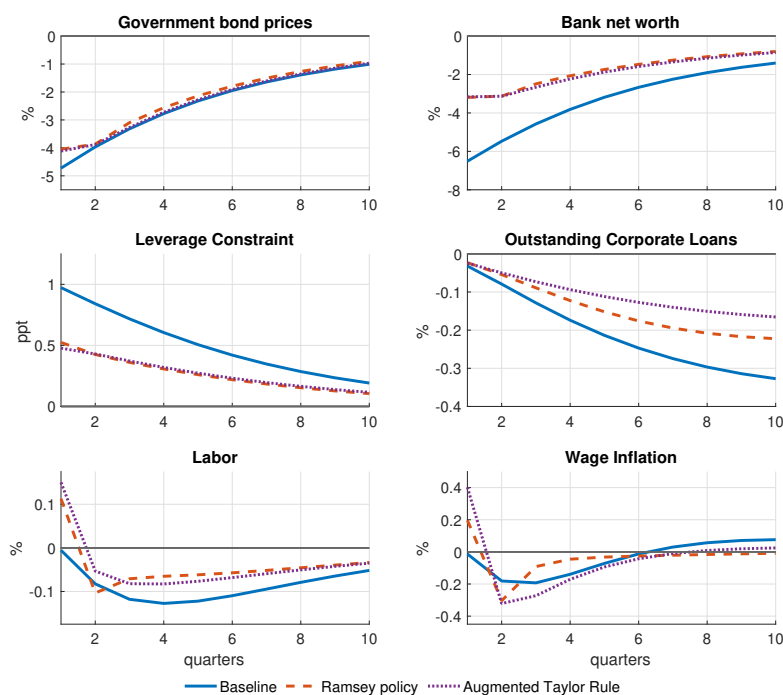 Government bond prices
0
-1
-2
-3
-4
-5
%
2 4 6 8 10
Bank net worth
0
-2
-4
-6
-8
%
2 4 6 8 10
Leverage Constraint
1
0.5
0
ppt
2 4 6 8 10
Outstanding Corporate Loans
0
-0.1
-0.2
-0.3
-0.4
%
2 4 6 8 10
Labor
0.1
0
-0.1
%
2 4 6 8 10
quarters
Wage Inflation
0.4
0.2
0
-0.2
-0.4
%
2 4 6 8 10
quarters
Baseline Ramsey policy Augmented Taylor Rule